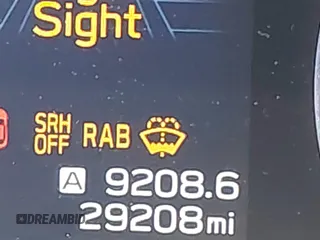 Sight
SRH OFF RAB
A 9208.6
29208mi
DREAMBID